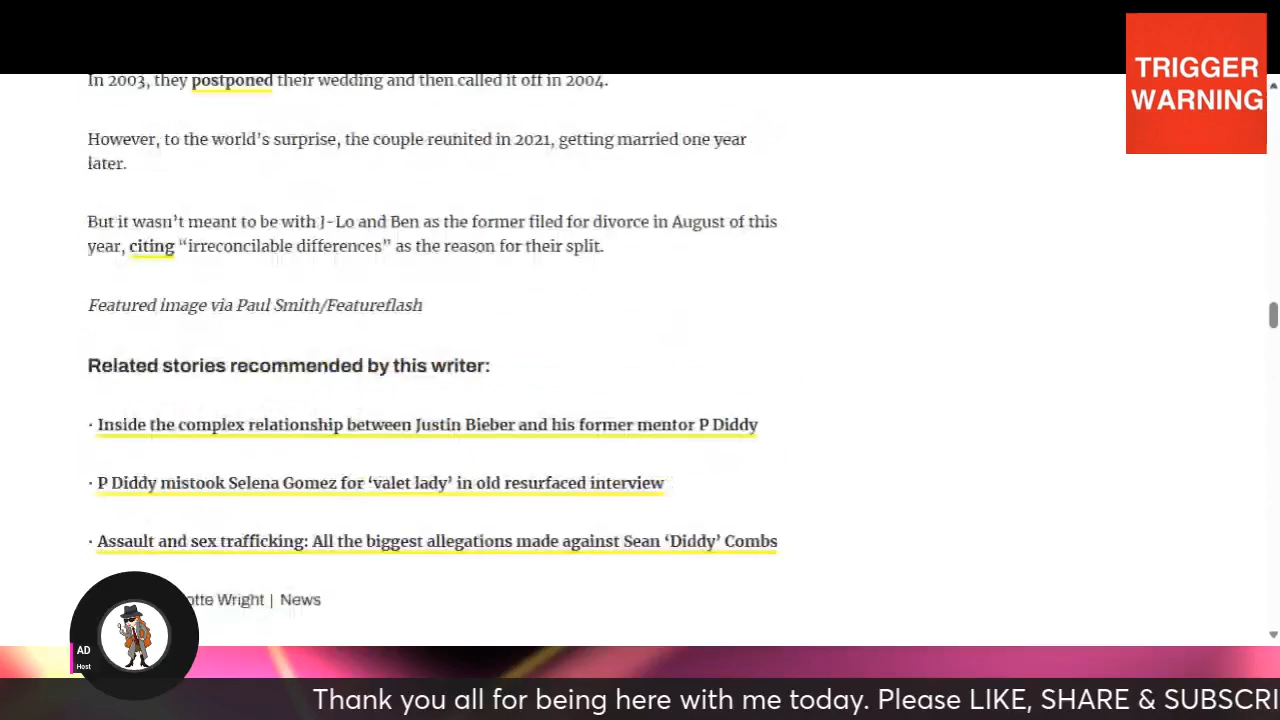 In 2003, they postponed their wedding and then called it off in 2004.
TRIGGER
WARNING
However, to the world's surprise, the couple reunited in 2021, getting married one year
later.
But it wasn't meant to be with J-Lo and Ben as the former filed for divorce in August of this
year, citing “irreconcilable differences” as the reason for their split.
Featured image via Paul Smith/Featureflash
Related stories recommended by this writer:
· Inside the complex relationship between Justin Bieber and his former mentor P Diddy
· P Diddy mistook Selena Gomez for ‘valet lady’ in old resurfaced interview
· Assault and sex trafficking: All the biggest allegations made against Sean ‘Diddy’ Combs
Wright | News
AD
Host
Thank you all for being here with me today. Please LIKE, SHARE & SUBSCRI